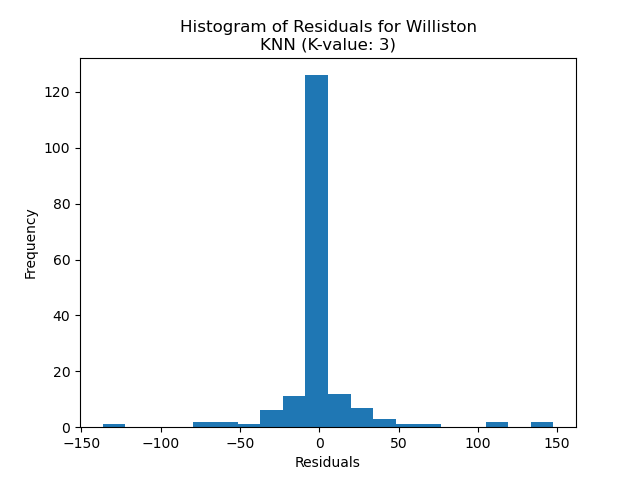 Histogram of Residuals for Williston
KNN (K-value: 3)
120
100
80
60
40
20
0
Frequency
−150 −100 −50 0 50 100 150
Residuals